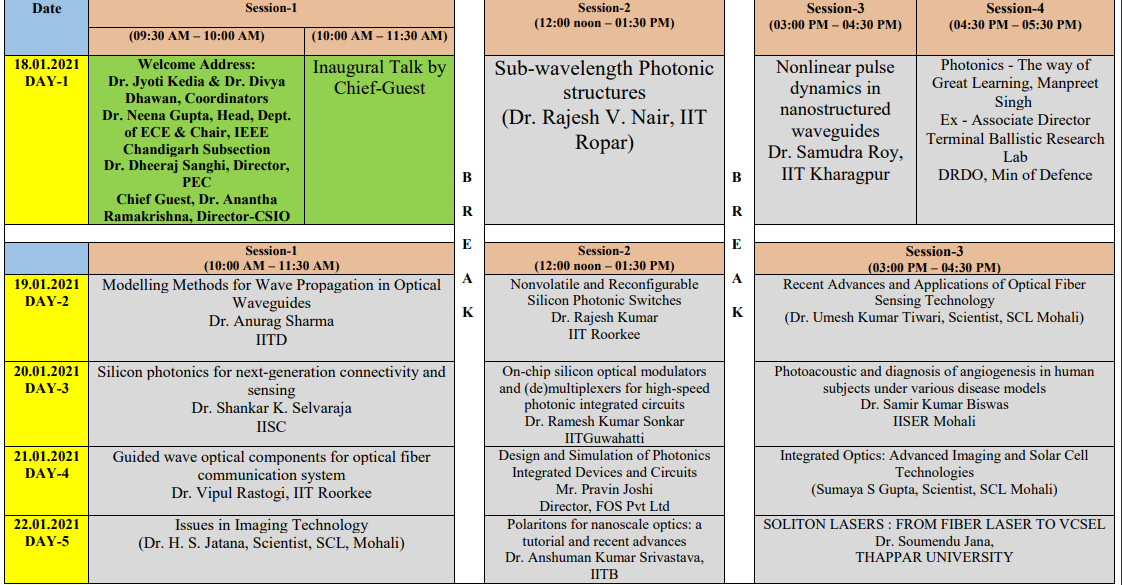 Date
Session-1
(09:30 AM – 10:00 AM)
(10:00 AM – 11:30 AM)
Session-2
(12:00 noon – 01:30 PM)
Session-3
(03:00 PM – 04:30 PM)
Session-4
(04:30 PM – 05:30 PM)
18.01.2021
DAY-1
Welcome Address:
Dr. Jyoti Kedia & Dr. Divya
Dhawan, Coordinators
Dr. Neena Gupta, Head, Dept.
of ECE & Chair, IEEE
Chandigarh Subsection
Dr. Dheeraj Sanghi, Director,
PEC
Chief Guest, Dr. Anantha
Ramakrishna, Director-CSIO
Inaugural Talk by
Chief-Guest
B
R
E
A
K
Sub-wavelength Photonic
structures
(Dr. Rajesh V. Nair, IIT
Ropar)
B
R
E
A
K
Nonlinear pulse
dynamics in
nanostructured
waveguides
Dr. Samudra Roy,
IIT Kharagpur
Photonics - The way of
Great Learning, Manpreet
Singh
Ex - Associate Director
Terminal Ballistic Research
Lab
DRDO, Min of Defence
Session-1
(10:00 AM – 11:30 AM)
Session-2
(12:00 noon – 01:30 PM)
Session-3
(03:00 PM – 04:30 PM)
19.01.2021
DAY-2
Modelling Methods for Wave Propagation in Optical
Waveguides
Dr. Anurag Sharma
IITD
Nonvolatile and Reconfigurable
Silicon Photonic Switches
Dr. Rajesh Kumar
IIT Roorkee
Recent Advances and Applications of Optical Fiber
Sensing Technology
(Dr. Umesh Kumar Tiwari, Scientist, SCL Mohali)
20.01.2021
DAY-3
Silicon photonics for next-generation connectivity and
sensing
Dr. Shankar K. Selvaraja
IISC
On-chip silicon optical modulators
and (de)multiplexers for high-speed
photonic integrated circuits
Dr. Ramesh Kumar Sonkar
IITGuwahatti
Photoacoustic and diagnosis of angiogenesis in human
subjects under various disease models
Dr. Samir Kumar Biswas
IISER Mohali
21.01.2021
DAY-4
Guided wave optical components for optical fiber
communication system
Dr. Vipul Rastogi, IIT Roorkee
Design and Simulation of Photonics
Integrated Devices and Circuits
Mr. Pravin Joshi
Director, FOS Pvt Ltd
Integrated Optics: Advanced Imaging and Solar Cell
Technologies
(Sumaya S Gupta, Scientist, SCL Mohali)
22.01.2021
DAY-5
Issues in Imaging Technology
(Dr. H. S. Jatana, Scientist, SCL, Mohali)
Polaritons for nanoscale optics: a
tutorial and recent advances
Dr. Anshuman Kumar Srivastava,
IITB
SOLITON LASERS : FROM FIBER LASER TO VCSEL
Dr. Soumendu Jana,
THAPPAR UNIVERSITY